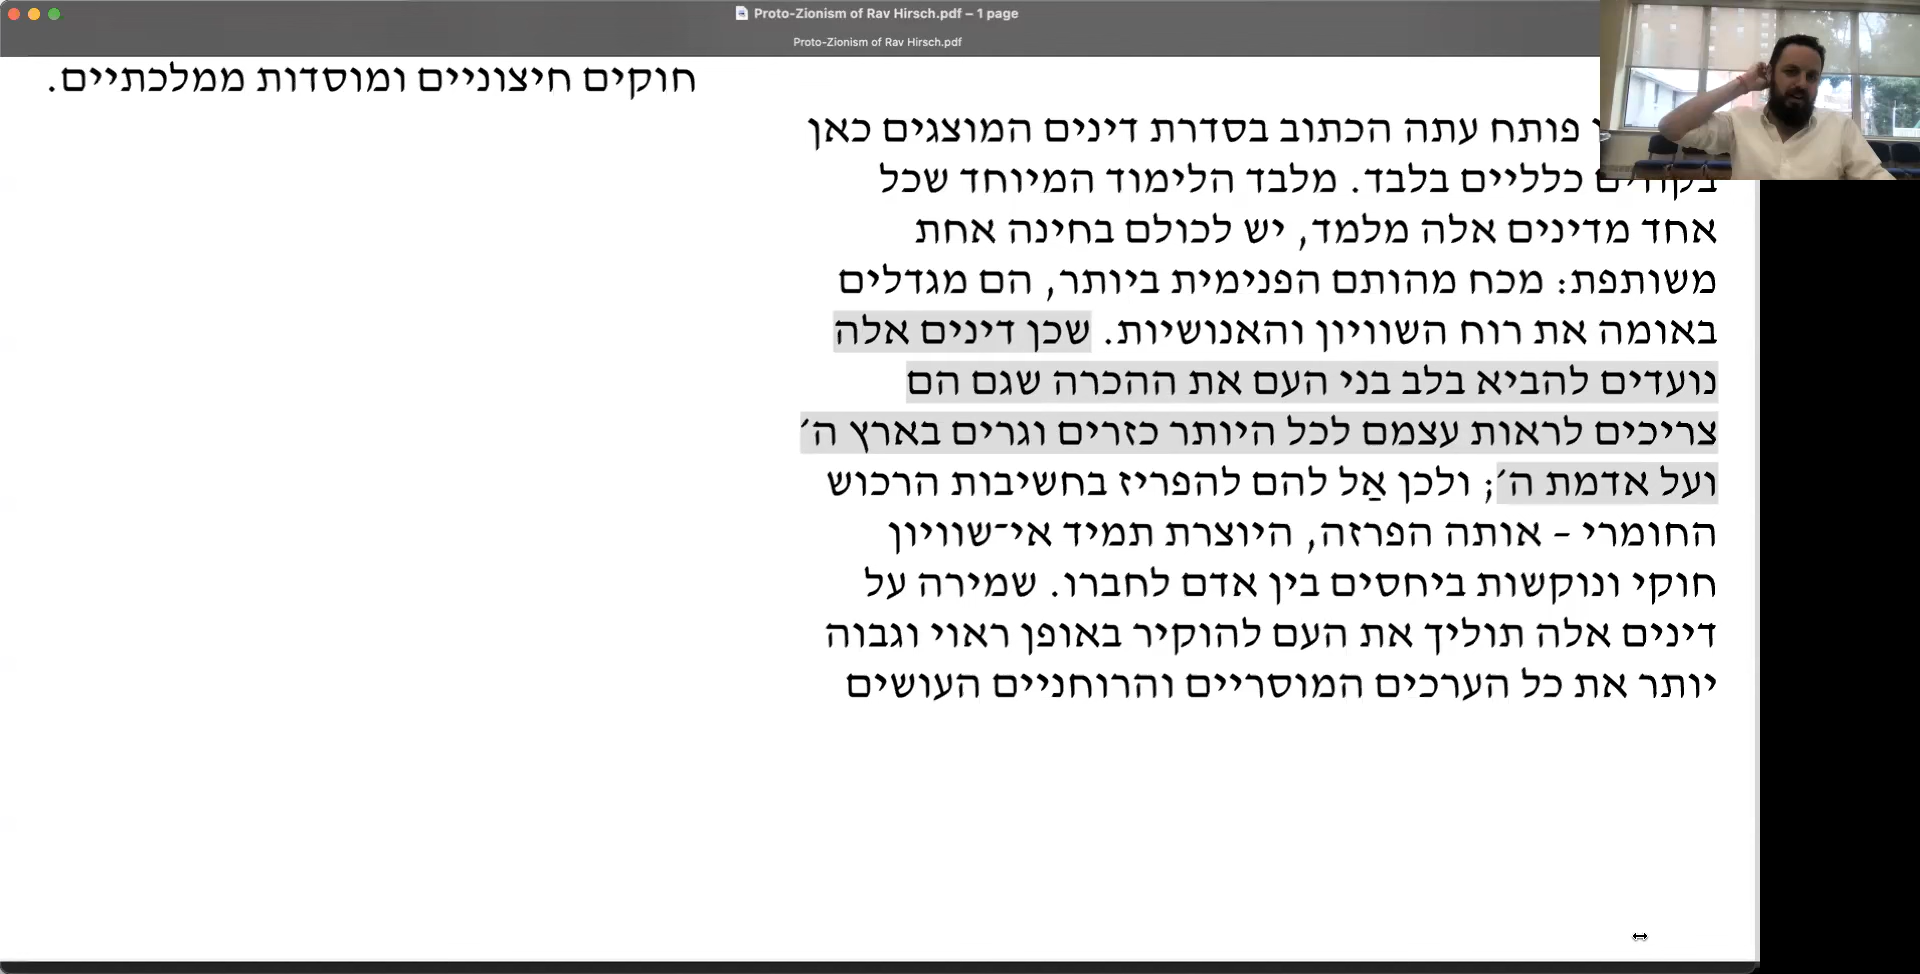 Proto-Zionism of Rav Hirsch.pdf – 1 page
Proto-Zionism of Rav Hirsch.pdf
חוקים חיצוניים ומוסדות ממלכתיים.
פותח עתה הכתוב בסדרת דינים המוצגים כאן
כלליים בלבד. מלבד הלימוד המיוחד שכל
אחד מדינים אלה מלמד, יש לכולם בחינה אחת
משותפת: מכח מהותם הפנימית ביותר, הם מגדלים
באומה את רוח השוויון והאנושיות. שכן דינים אלה
נועדים להביא בלב בני העם את ההכרה שגם הם
צריכים לראות עצמם לכל היותר כזרים וגרים בארץ ה׳
ועל אדמת ה׳; ולכן אַל להם להפריז בחשיבות הרכוש
החומרי – אותה הפרזה, היוצרת תמיד אי־שוויון
חוקי ונוקשות ביחסים בין אדם לחברו. שמירה על
דינים אלה תוליך את העם להוקיר באופן ראוי וגבוה
יותר את כל הערכים המוסריים והרוחניים העושים